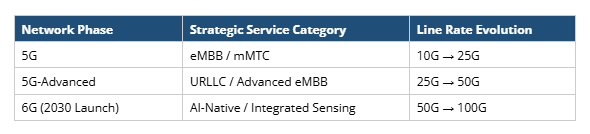 Network Phase Strategic Service Category Line Rate Evolution
5G eMBB / mMTC 10G → 25G
5G-Advanced URLLC / Advanced eMBB 25G → 50G
6G (2030 Launch) AI-Native / Integrated Sensing 50G → 100G